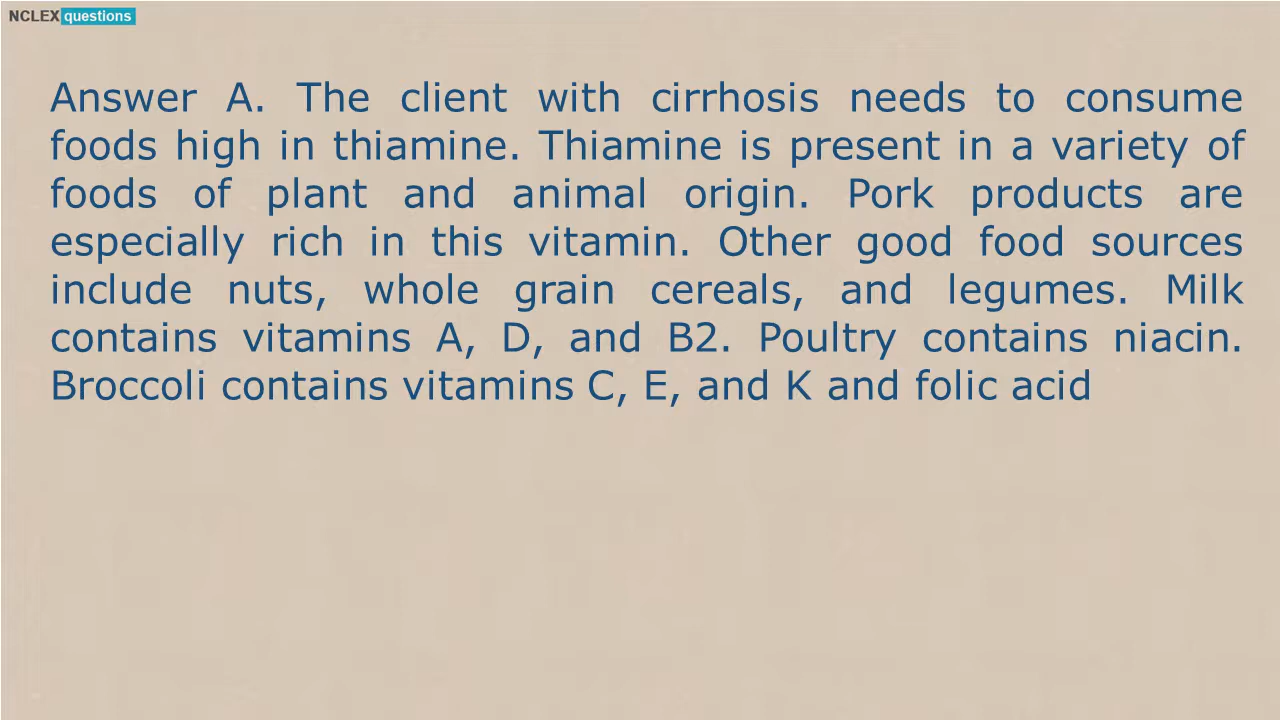 NCLEX questions
Answer A. The client with cirrhosis needs to consume
foods high in thiamine. Thiamine is present in a variety of
foods of plant and animal origin. Pork products are
especially rich in this vitamin. Other good food sources
include nuts, whole grain cereals, and legumes. Milk
contains vitamins A, D, and B2. Poultry contains niacin.
Broccoli contains vitamins C, E, and K and folic acid